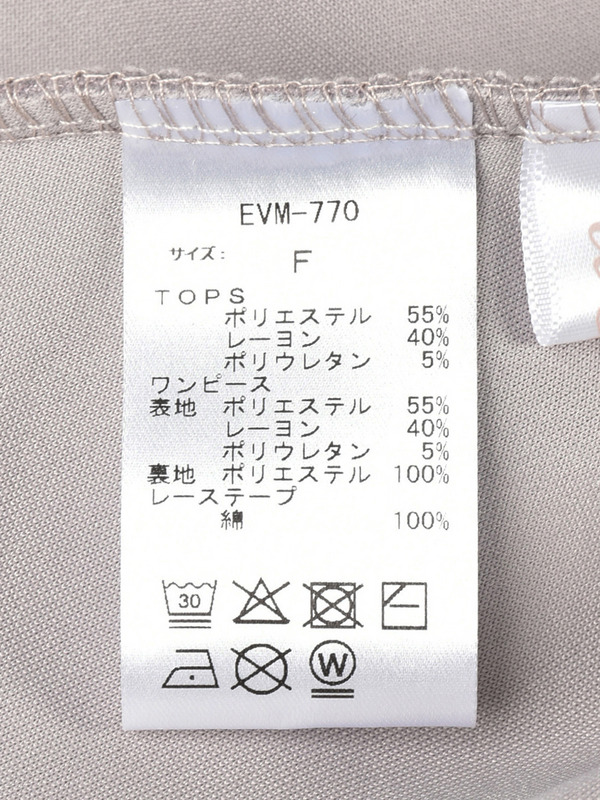 EVM-770
サイズ: F
TOPS
ポリエステル 55%
レーヨン 40%
ポリウレタン 5%
ワンピース
表地 ポリエステル 55%
レーヨン 40%
ポリウレタン 5%
裏地 ポリエステル 100%
レーステープ
綿 100%
30
W